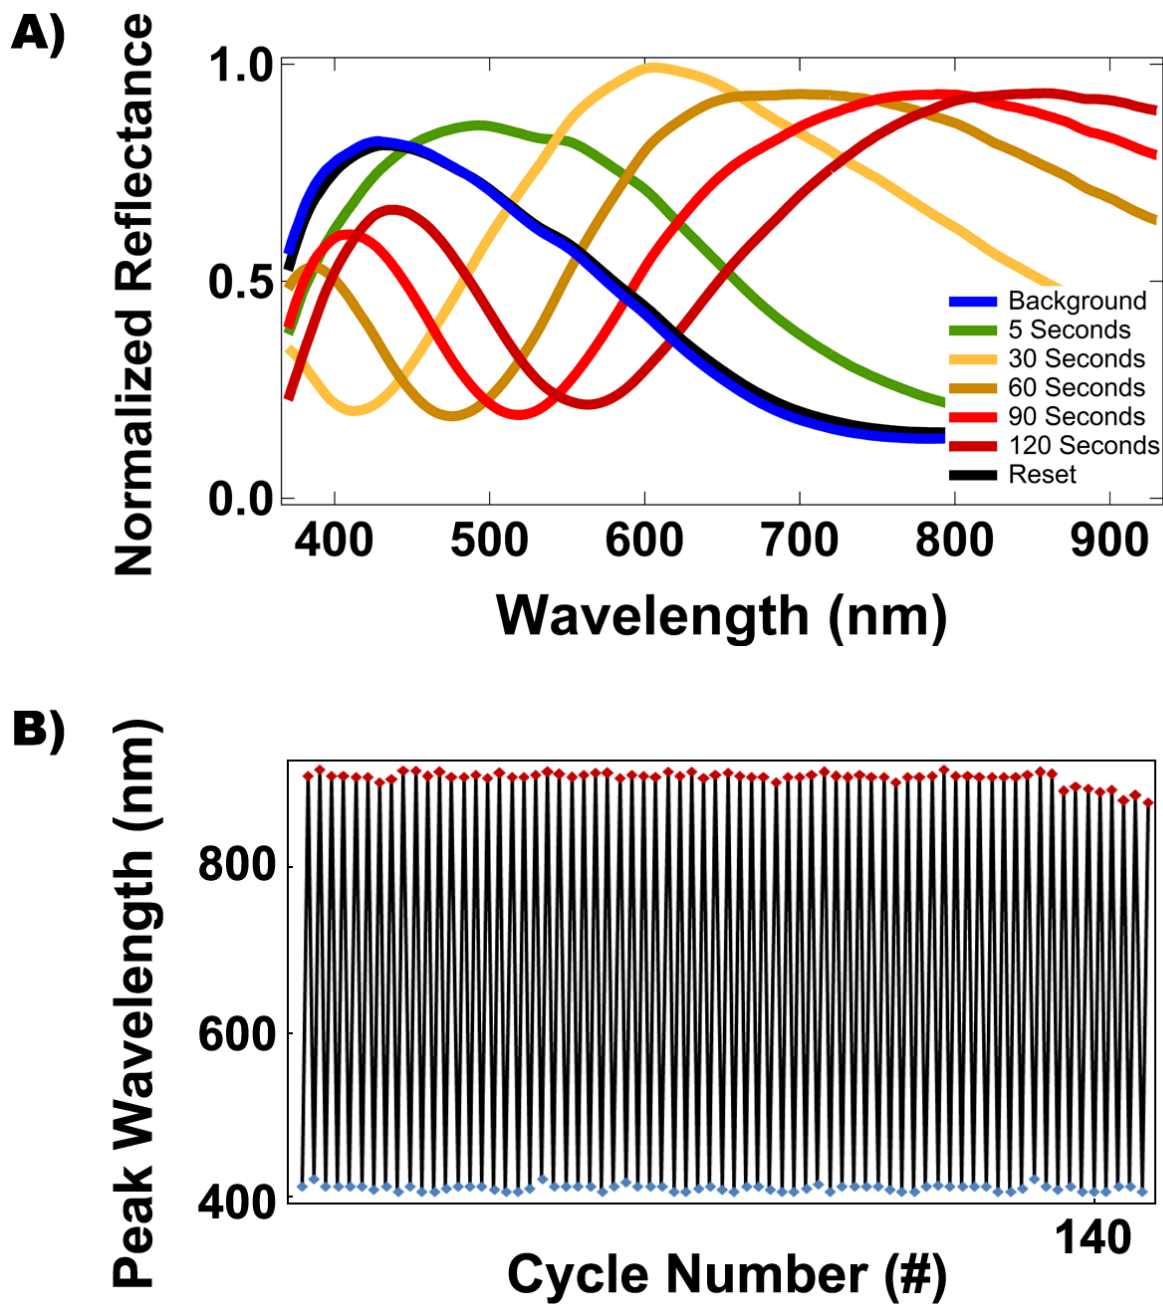 A)
Normalized Reflectance
1.0
0.5
0.0
Background
5 Seconds
30 Seconds
60 Seconds
90 Seconds
120 Seconds
Reset
400 500 600 700 800 900
Wavelength (nm)
B)
Peak Wavelength (nm)
800
600
400
140
Cycle Number (#)